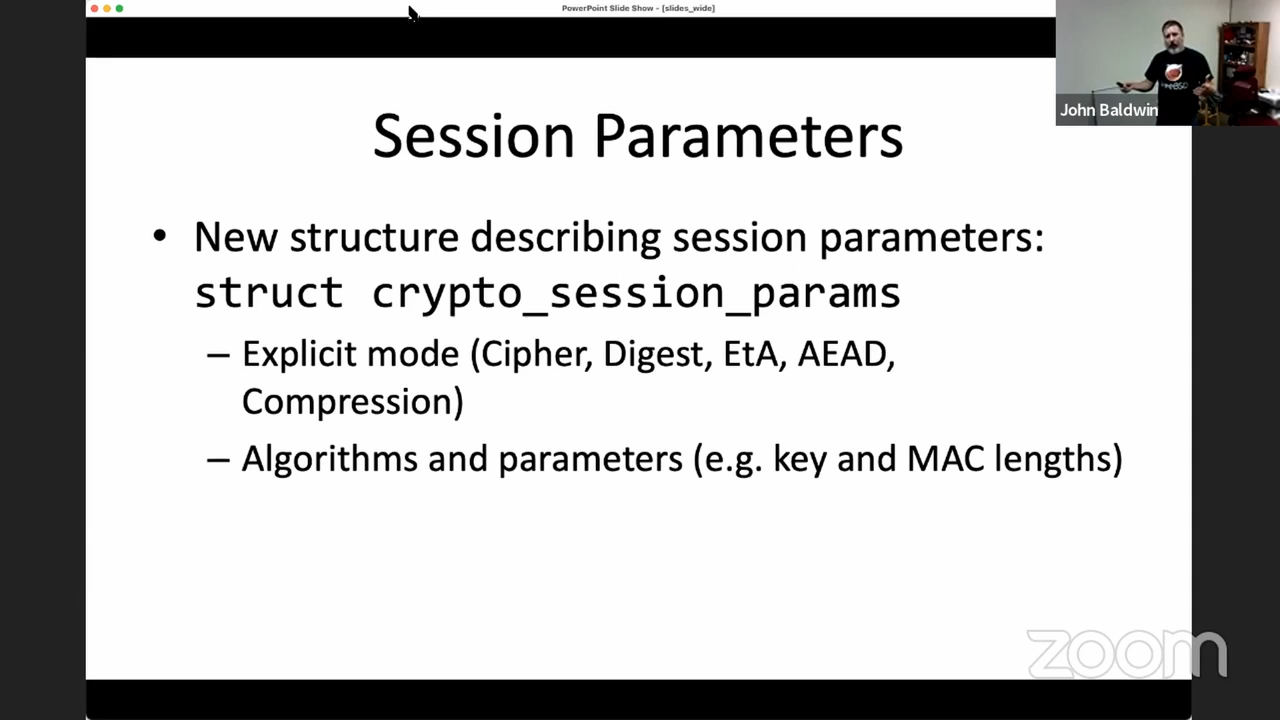 PowerPoint Slide Show - [slides_wide]
John Baldwin
Session Parameters
• New structure describing session parameters:
struct crypto_session_params
– Explicit mode (Cipher, Digest, EtA, AEAD,
Compression)
– Algorithms and parameters (e.g. key and MAC lengths)
zoom